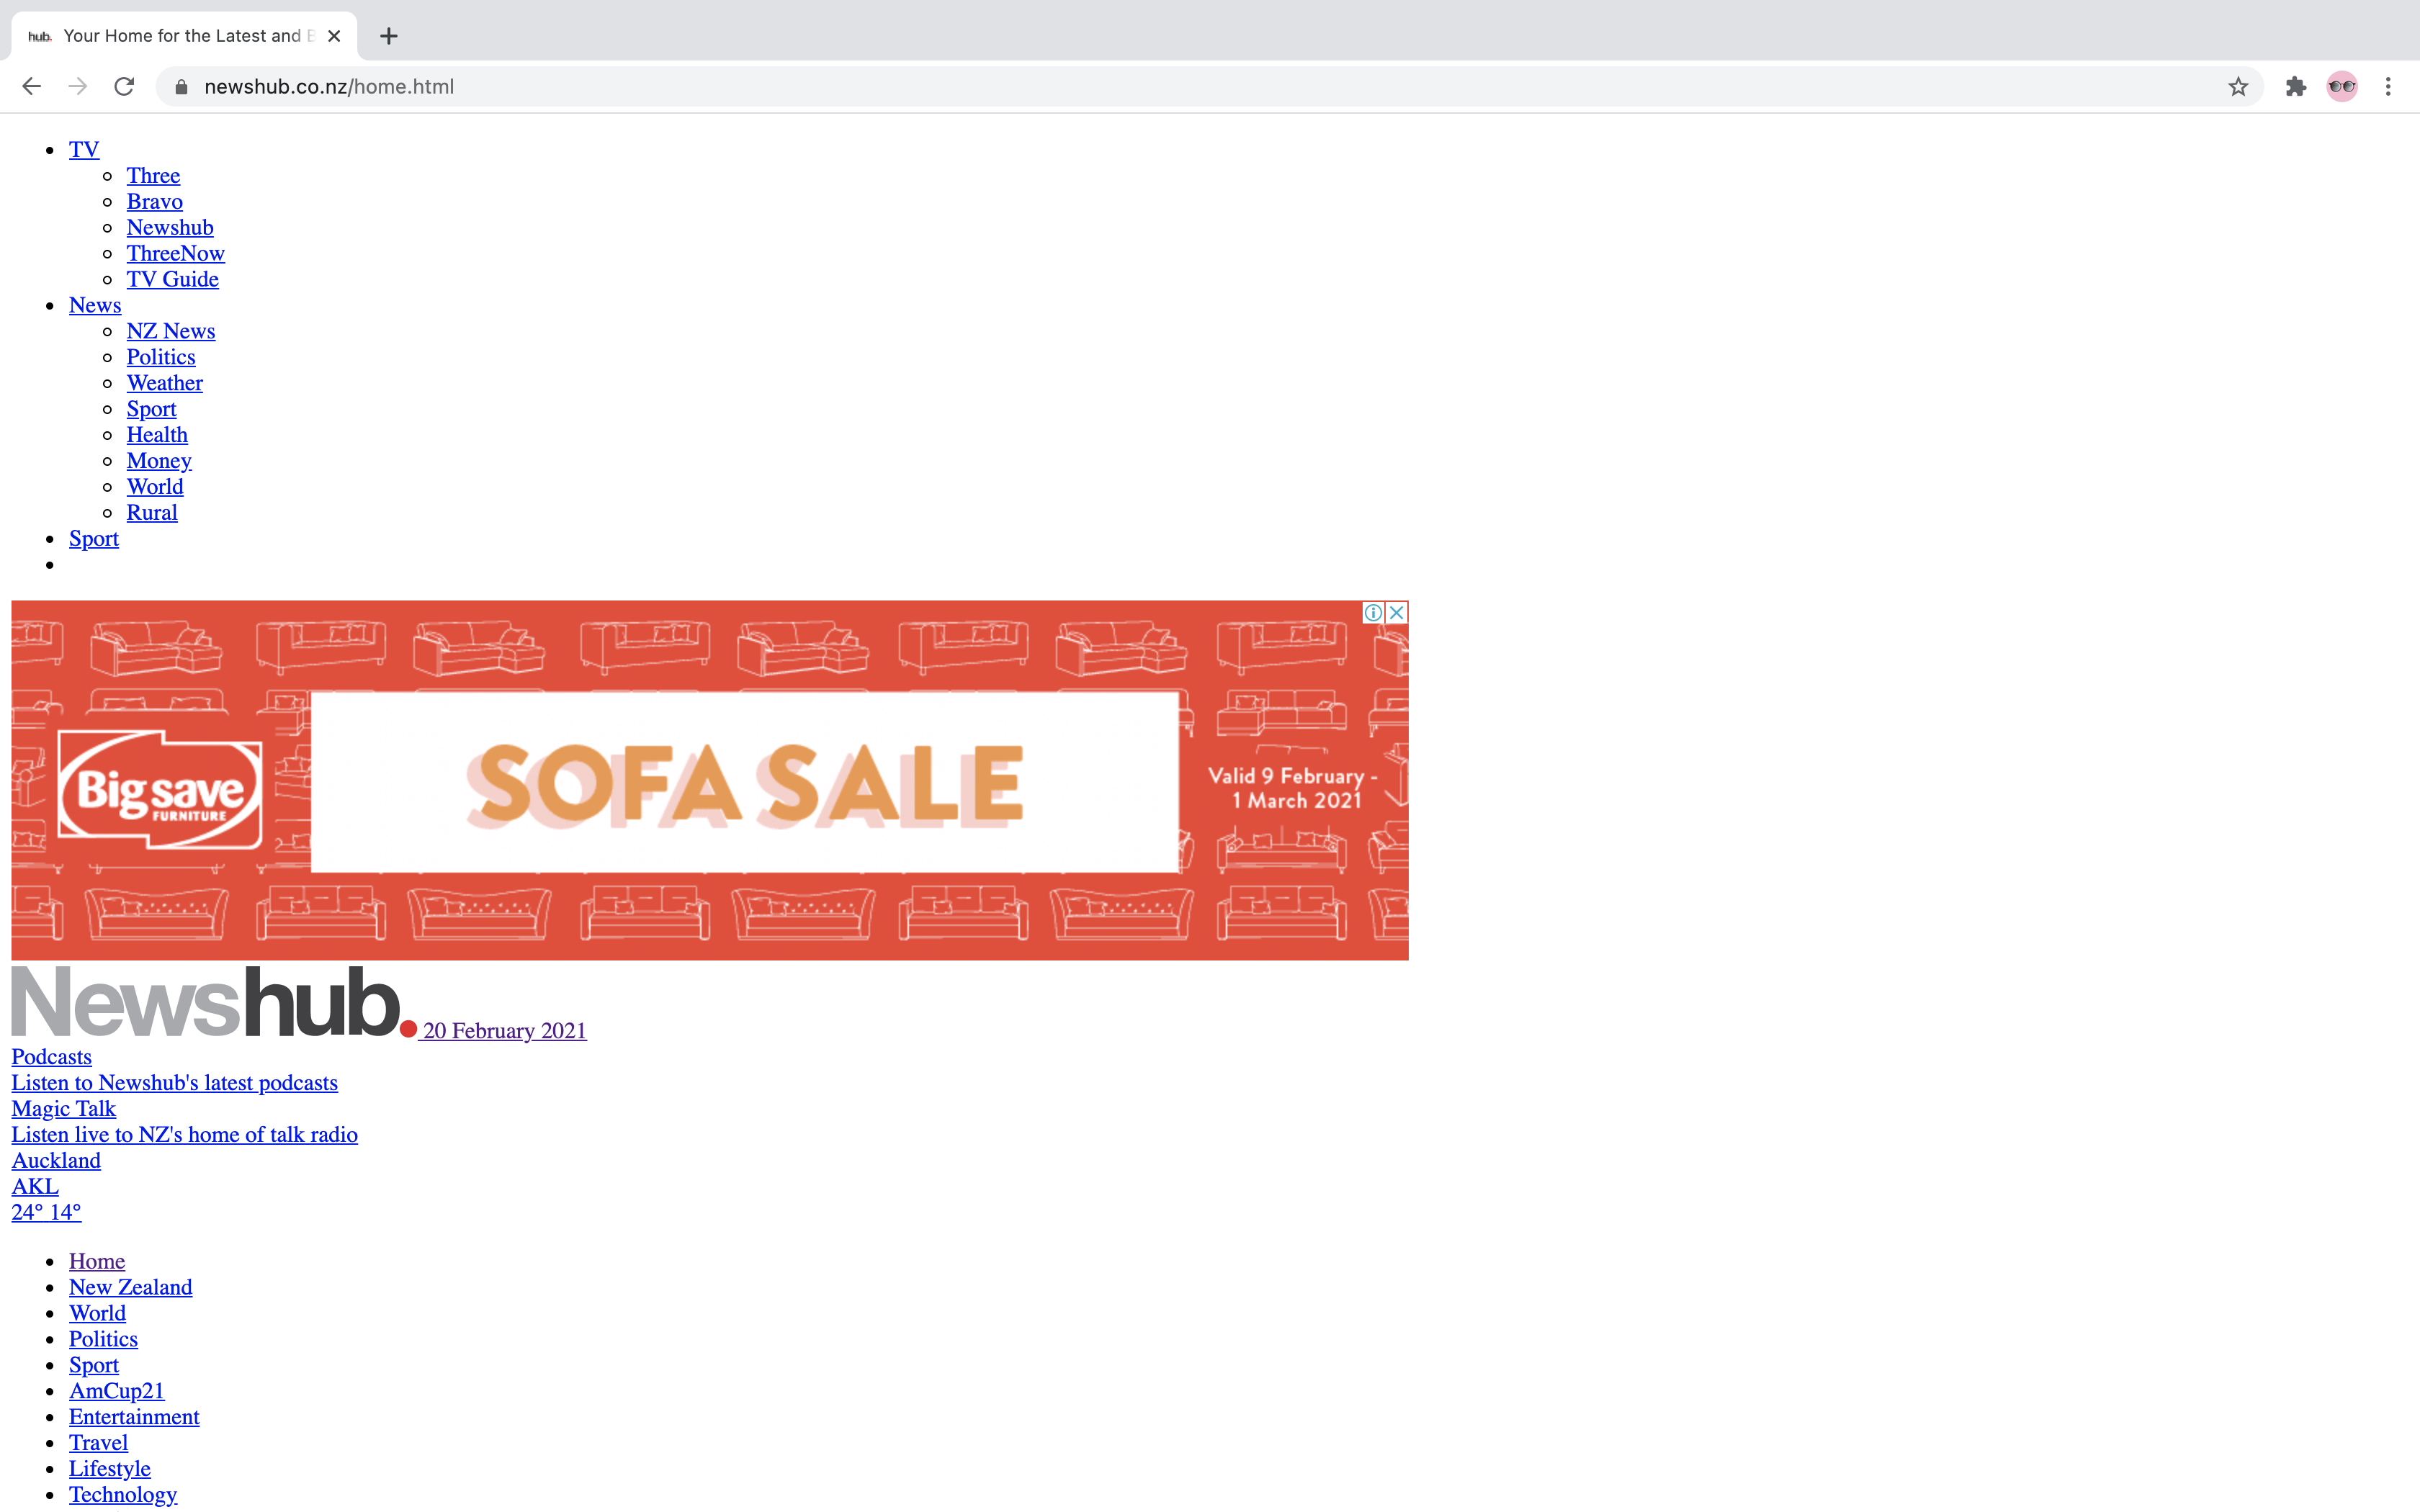 hub. Your Home for the Latest and B
newshub.co.nz/home.html
TV
Three
Bravo
Newshub
ThreeNow
TV Guide
News
NZ News
Politics
Weather
Sport
Health
Money
World
Rural
Sport
Big save
FURNITURE
SOFA SALE
Valid 9 February -
1 March 2021
Newshub. 20 February 2021
Podcasts
Listen to Newshub's latest podcasts
Magic Talk
Listen live to NZ's home of talk radio
Auckland
AKL
24° 14°
Home
New Zealand
World
Politics
Sport
AmCup21
Entertainment
Travel
Lifestyle
Technology